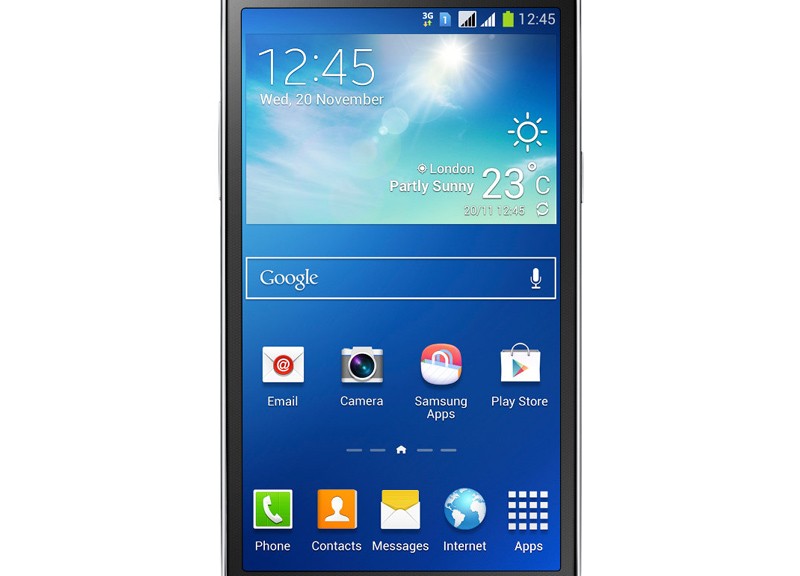 3G 1 12:45
12:45
Wed, 20 November
London
Partly Sunny 23°C
20/11 12:45
Google
@
Email Camera Samsung Apps Play Store
Phone Contacts Messages Internet Apps